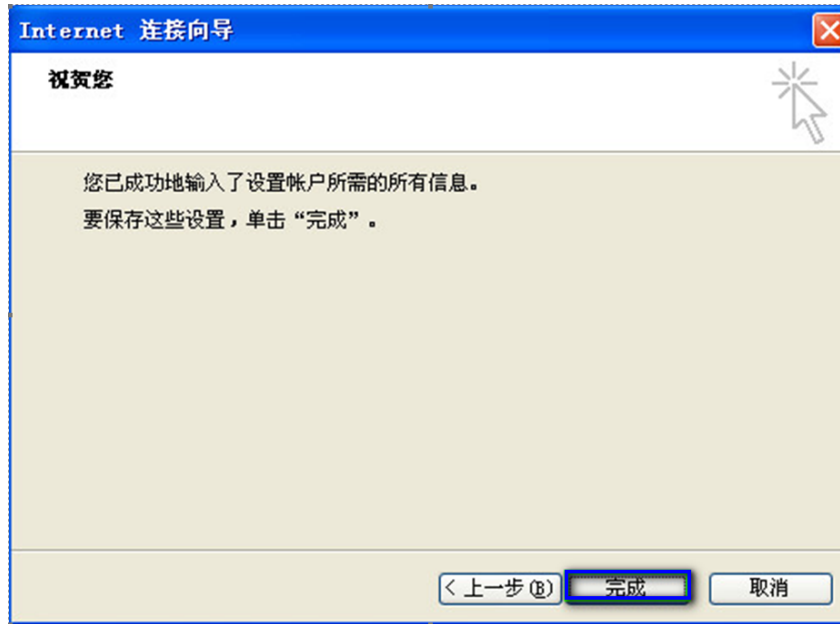 Internet 连接向导
祝贺您
您已成功地输入了设置帐户所需的所有信息。
要保存这些设置，单击“完成”。
< 上一步(B)
完成
取消